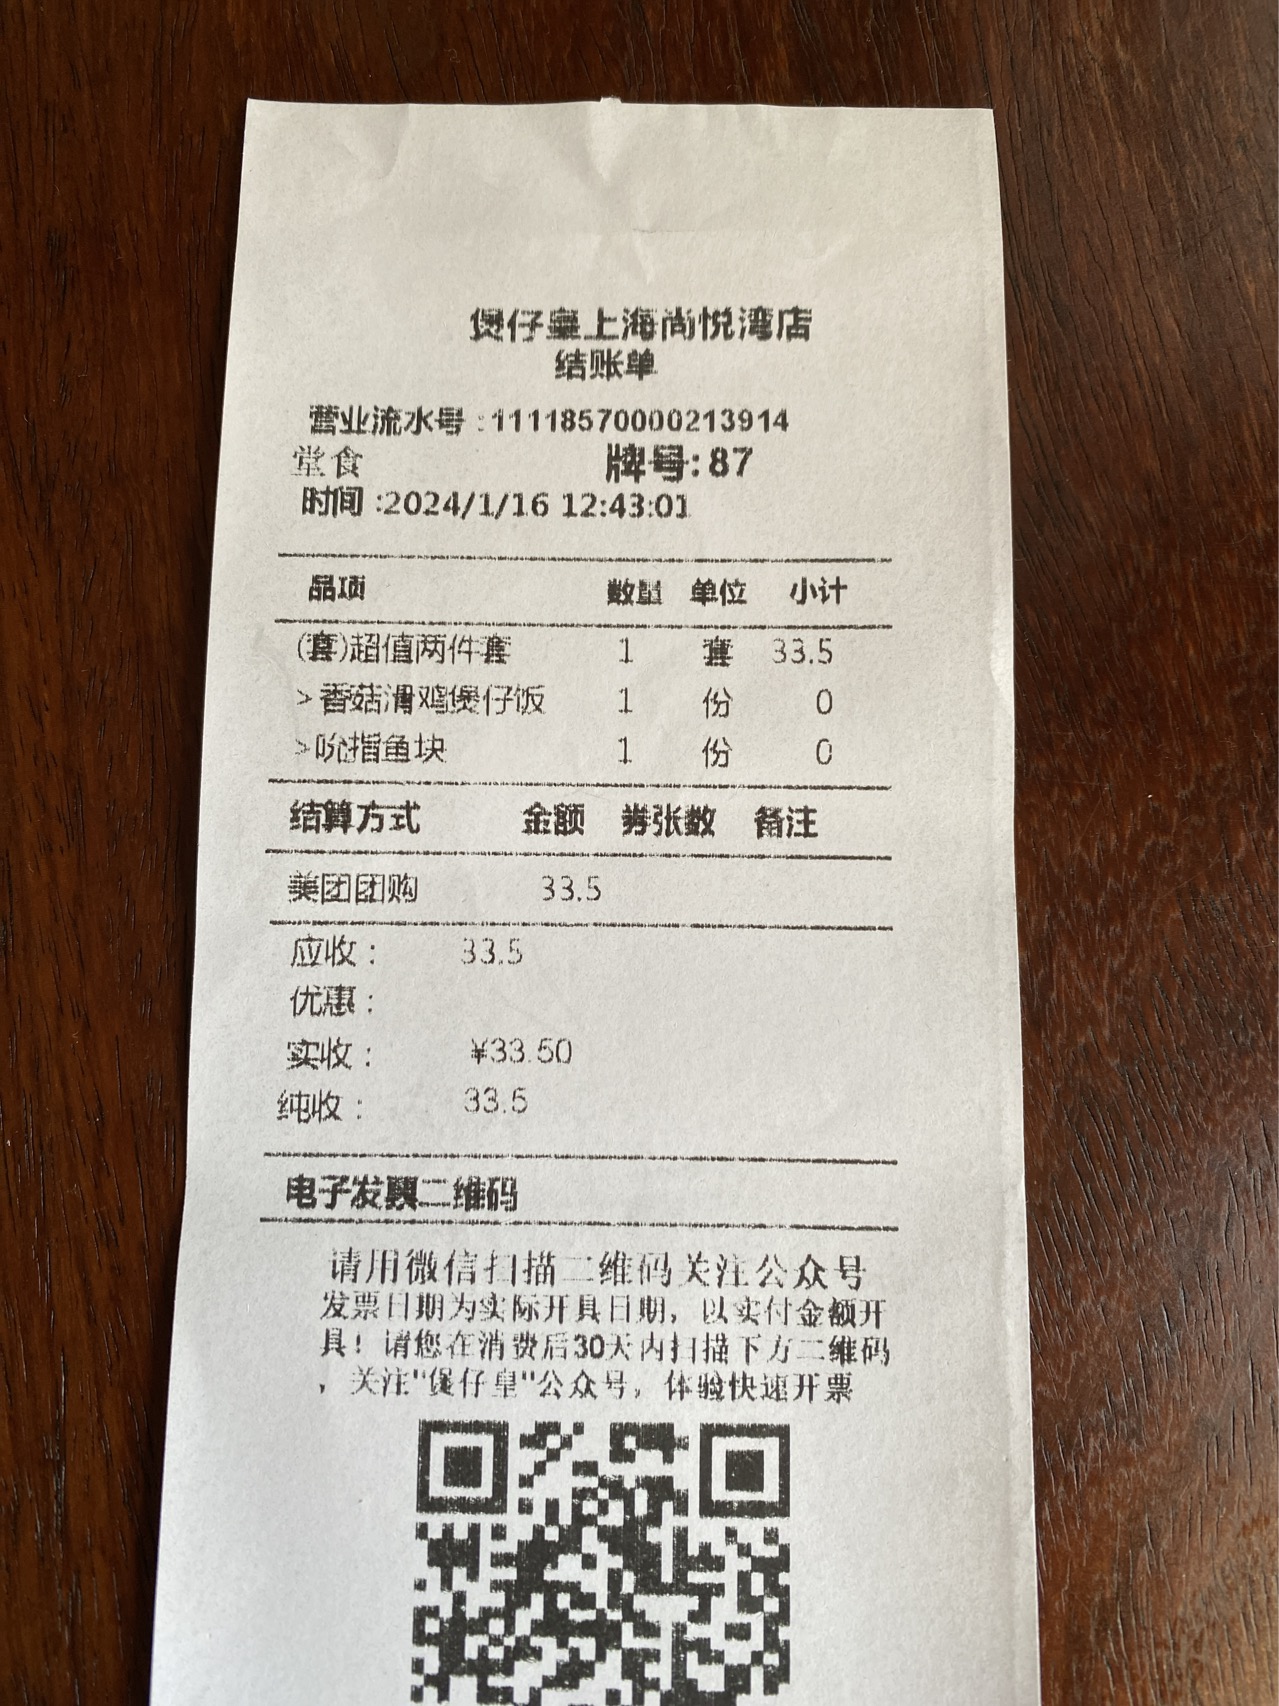 煲仔皇上海尚悦湾店
结账单
营业流水号:11118570000213914
堂食 牌号:87
时间:2024/1/16 12:43:01
品项 数量 单位 小计
(套)超值两件套 1 套 33.5
>香菇滑鸡煲仔饭 1 份 0
>吮指鱼块 1 份 0
结算方式 金额 券张数 备注
美团团购 33.5
应收: 33.5
优惠:
实收: ¥33.50
纯收: 33.5
电子发票二维码
请用微信扫描二维码关注公众号
发票日期为实际开具日期，以实付金额开
具！请您在消费后30天内扫描下方二维码
，关注"煲仔皇"公众号，体验快速开票